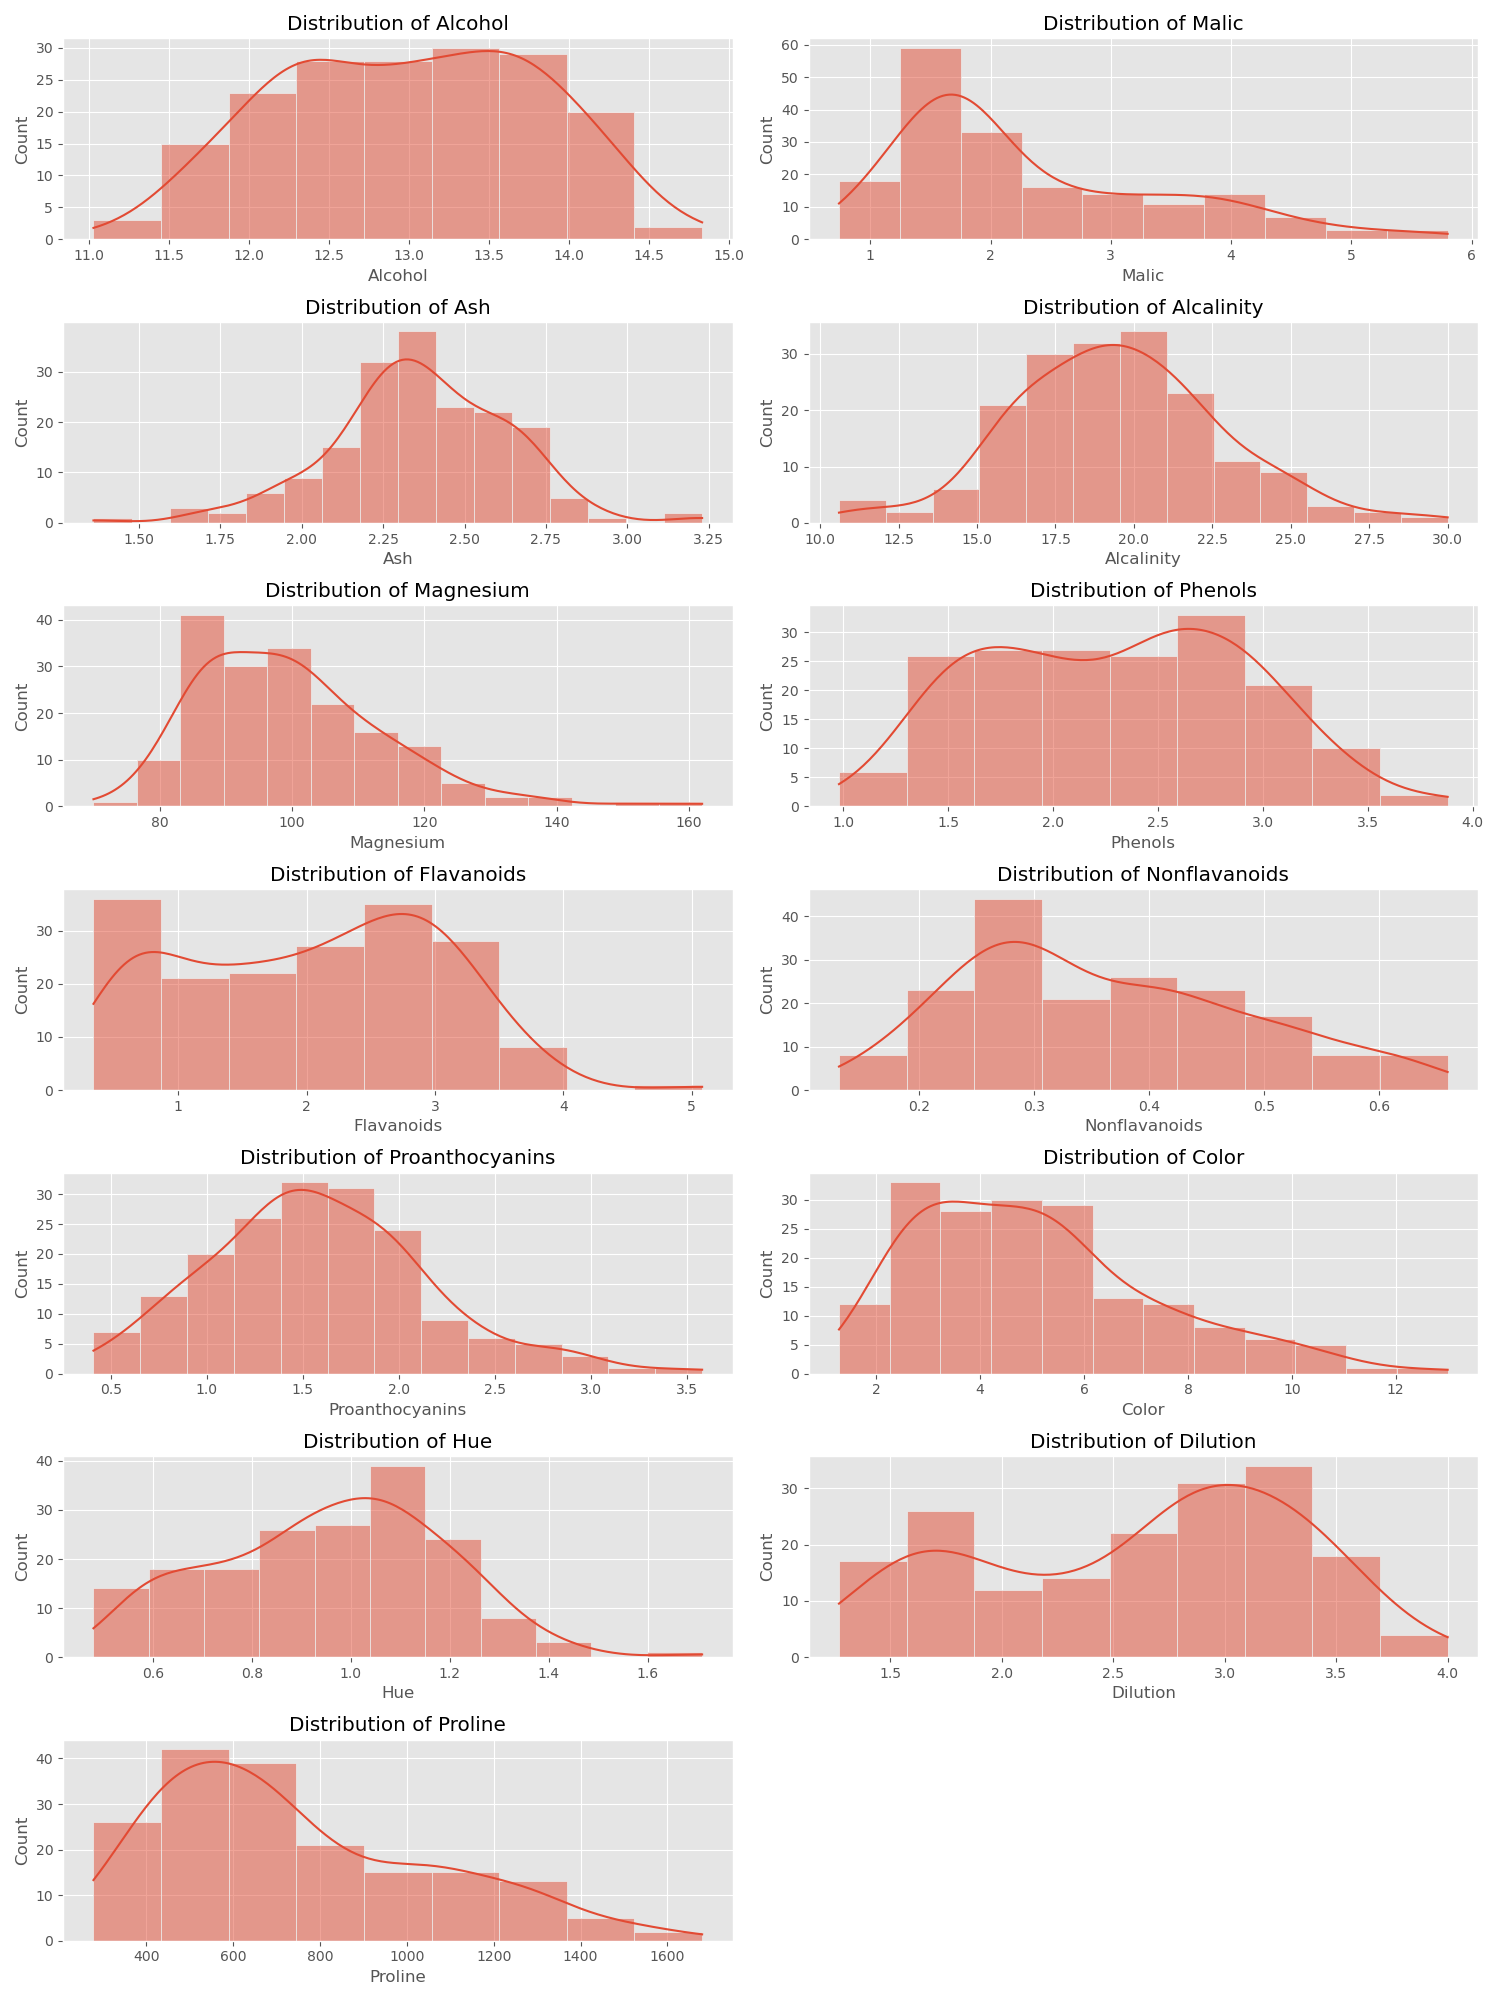 Distribution of Alcohol
Count
30
25
20
15
10
5
0
11.0 11.5 12.0 12.5 13.0 13.5 14.0 14.5 15.0
Alcohol
Distribution of Malic
Count
60
50
40
30
20
10
0
1 2 3 4 5 6
Malic
Distribution of Ash
Count
30
20
10
0
1.50 1.75 2.00 2.25 2.50 2.75 3.00 3.25
Ash
Distribution of Alcalinity
Count
30
20
10
0
10.0 12.5 15.0 17.5 20.0 22.5 25.0 27.5 30.0
Alcalinity
Distribution of Magnesium
Count
40
30
20
10
0
80 100 120 140 160
Magnesium
Distribution of Phenols
Count
30
25
20
15
10
5
0
1.0 1.5 2.0 2.5 3.0 3.5 4.0
Phenols
Distribution of Flavanoids
Count
30
20
10
0
1 2 3 4 5
Flavanoids
Distribution of Nonflavanoids
Count
40
30
20
10
0
0.2 0.3 0.4 0.5 0.6
Nonflavanoids
Distribution of Proanthocyanins
Count
30
25
20
15
10
5
0
0.5 1.0 1.5 2.0 2.5 3.0 3.5
Proanthocyanins
Distribution of Color
Count
30
25
20
15
10
5
0
2 4 6 8 10 12
Color
Distribution of Hue
Count
40
30
20
10
0
0.6 0.8 1.0 1.2 1.4 1.6
Hue
Distribution of Dilution
Count
30
20
10
0
1.5 2.0 2.5 3.0 3.5 4.0
Dilution
Distribution of Proline
Count
40
30
20
10
0
400 600 800 1000 1200 1400 1600
Proline